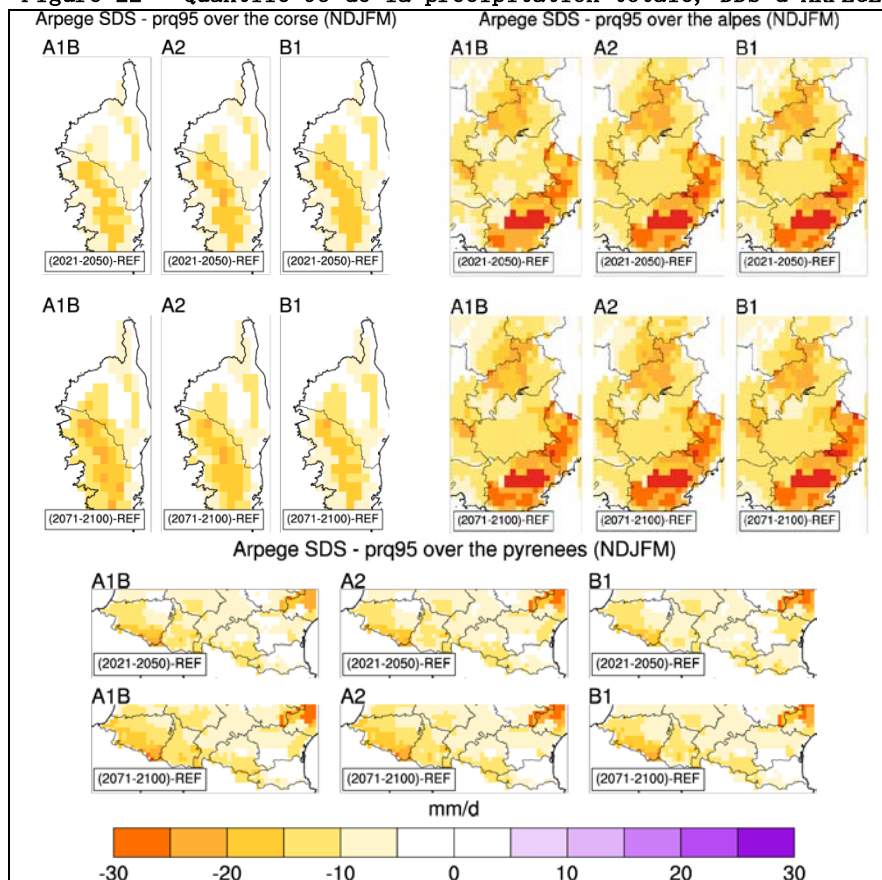 Arpege SDS - prq95 over the corse (NDJFM)
A1B A2 B1
(2021-2050)-REF (2021-2050)-REF (2021-2050)-REF
A1B A2 B1
(2071-2100)-REF (2071-2100)-REF (2071-2100)-REF
Arpege SDS - prq95 over the alpes (NDJFM)
A1B A2 B1
(2021-2050)-REF (2021-2050)-REF (2021-2050)-REF
A1B A2 B1
(2071-2100)-REF (2071-2100)-REF (2071-2100)-REF
Arpege SDS - prq95 over the pyrenees (NDJFM)
A1B A2 B1
(2021-2050)-REF (2021-2050)-REF (2021-2050)-REF
A1B A2 B1
(2071-2100)-REF (2071-2100)-REF (2071-2100)-REF
mm/d
-30 -20 -10 0 10 20 30